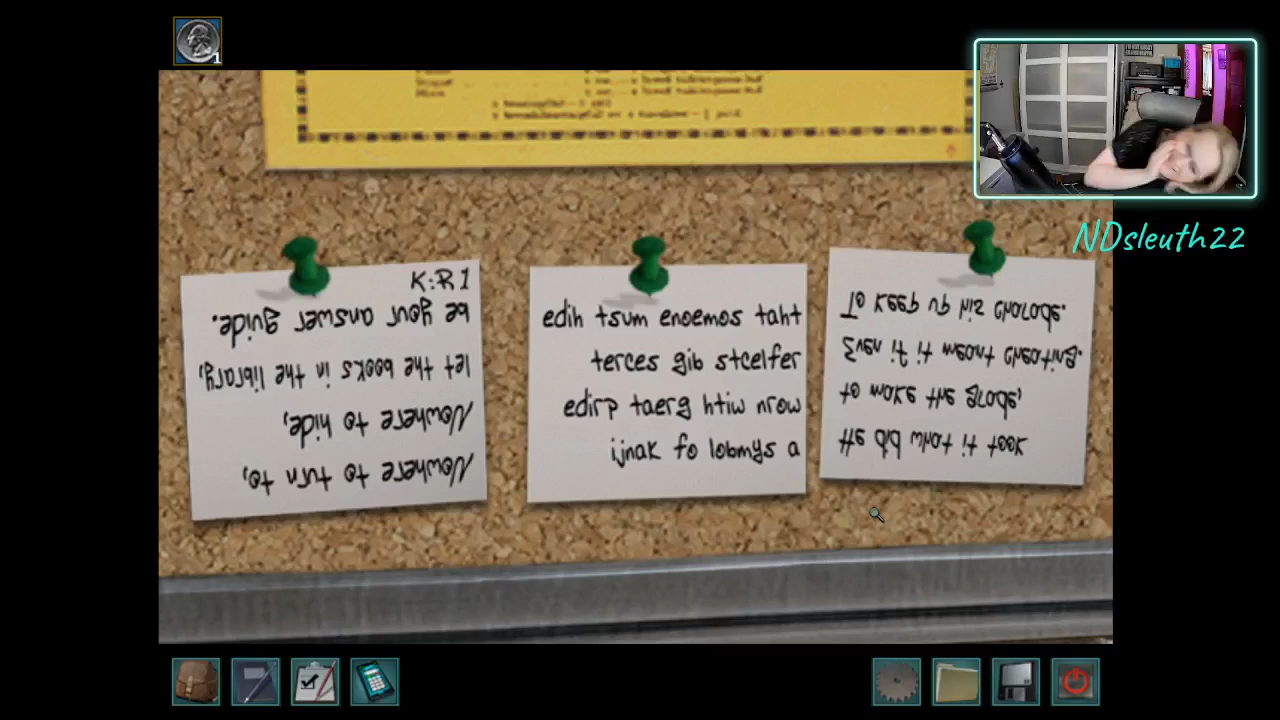 1
NDsleuth22
K:R1
Nowhere to turn to,
Nowhere to hide,
let the books in the library,
be your answer guide.
edih tsum enoemos taht
terces gib stcelfer
edirp taerg htiw nrow
ijnak fo lobmys a
He did what it took
to make the grade,
Even if it meant cheating.
To keep up his charade.